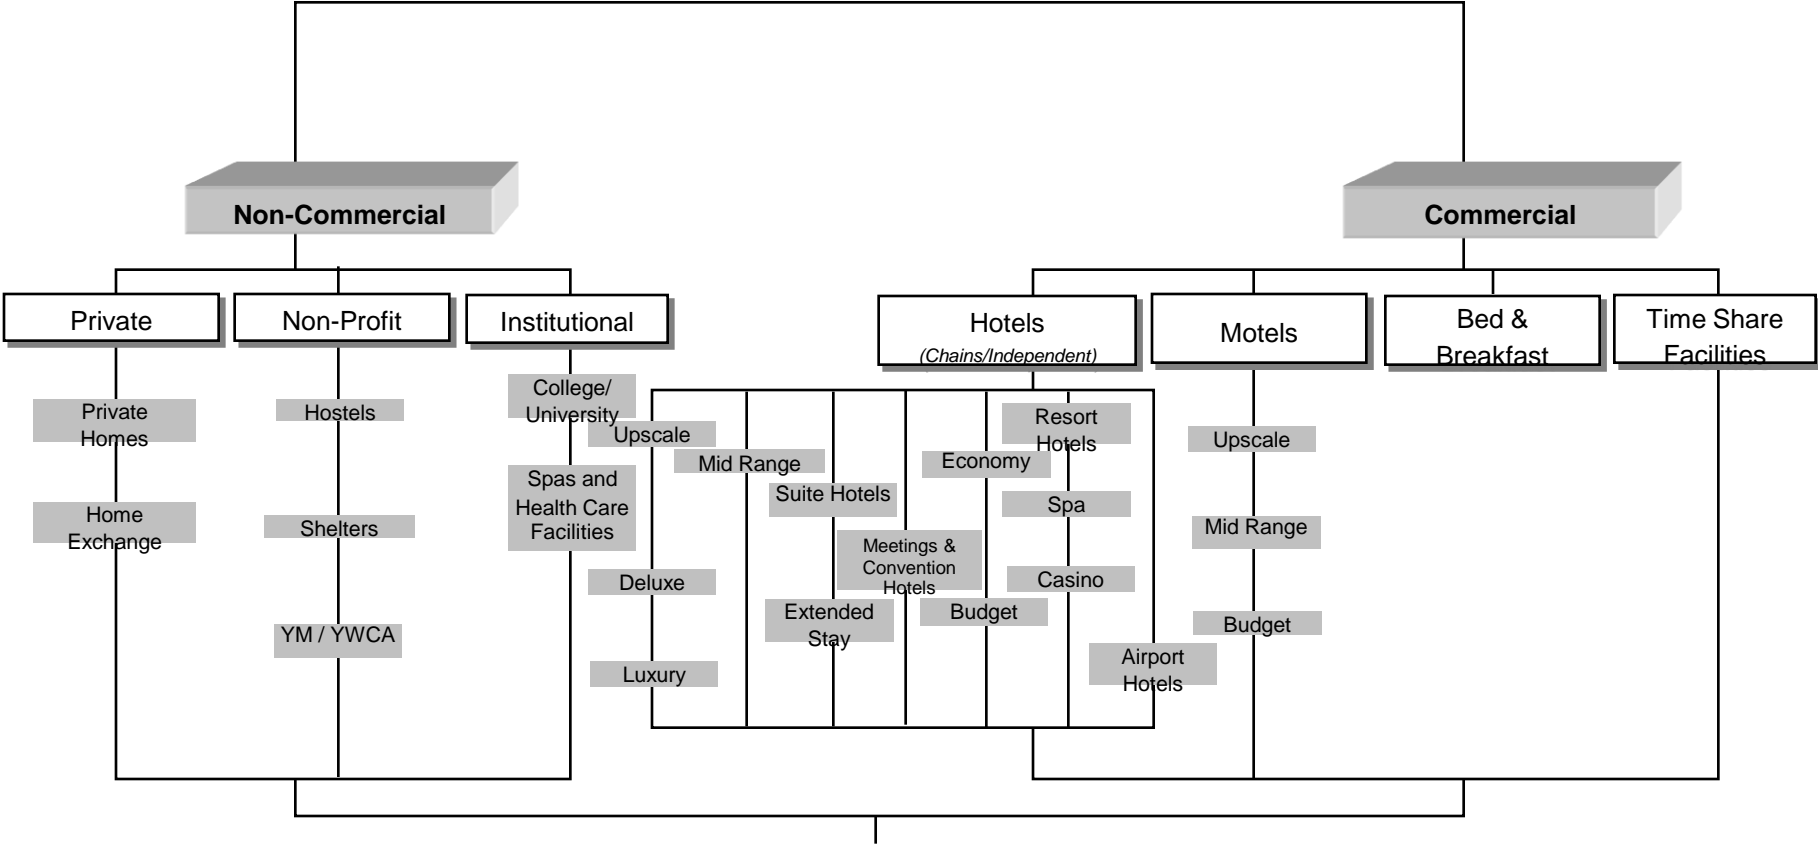 Non-Commercial
Commercial
Private
Non-Profit
Institutional
Hotels
(Chains/Independent)
Motels
Bed &
Breakfast
Time Share
Facilities
Private
Homes
Home
Exchange
Hostels
Shelters
YM / YWCA
College/
University
Spas and
Health Care
Facilities
Upscale
Deluxe
Luxury
Mid Range
Suite Hotels
Extended
Stay
Meetings &
Convention
Hotels
Economy
Budget
Resort
Hotels
Spa
Casino
Airport
Hotels
Upscale
Mid Range
Budget